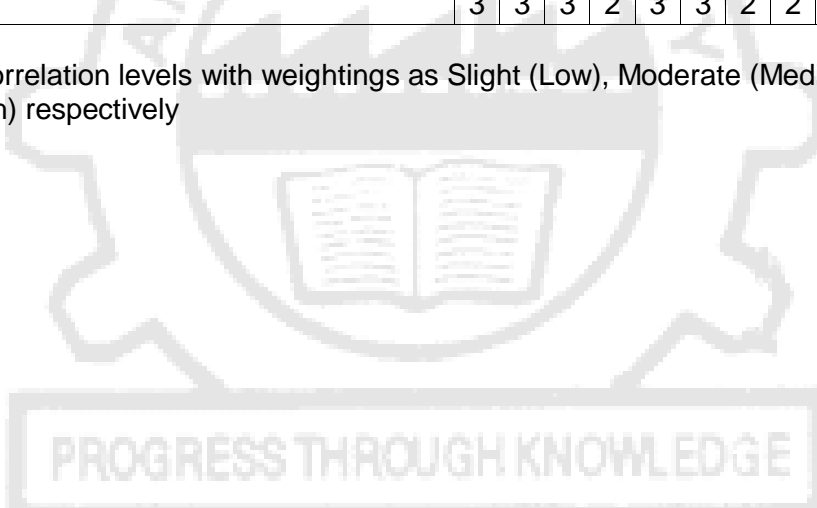 3 3 3 2 3 3 2 2
orrelation levels with weightings as Slight (Low), Moderate (Med
n) respectively
PROGRESS THROUGH KNOWLEDGE